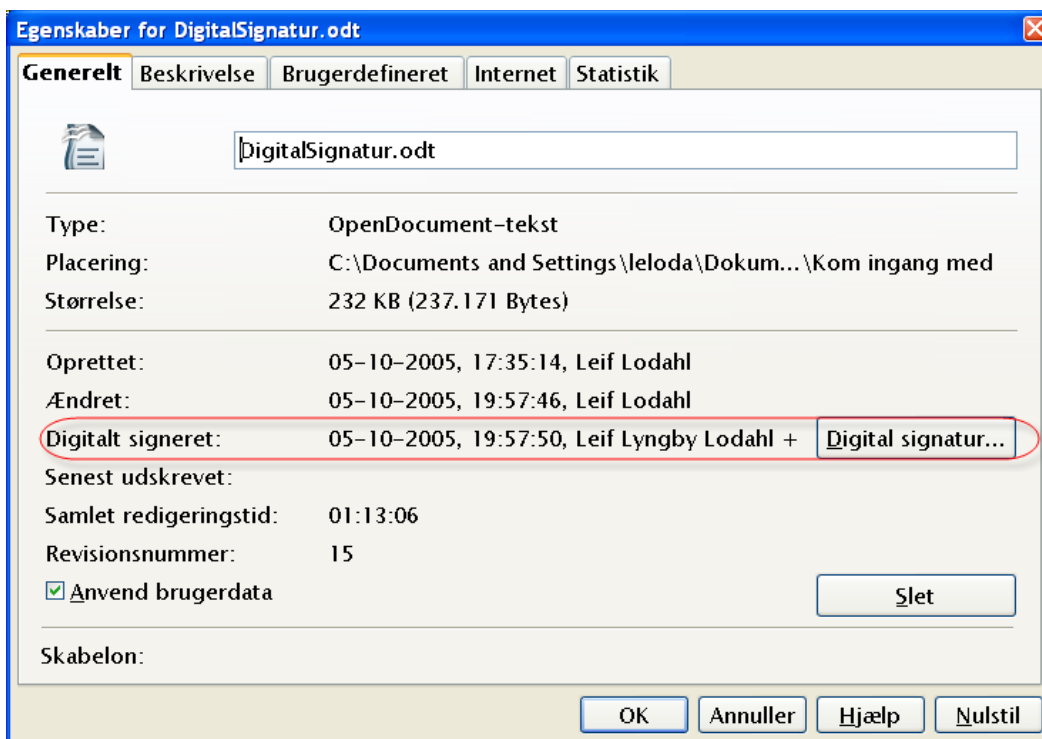 Egenskaber for DigitalSignatur.odt
Generelt Beskrivelse Brugerdefineret Internet Statistik
DigitalSignatur.odt
Type: OpenDocument-tekst
Placering: C:\Documents and Settings\leloda\Dokum...\Kom ingang med
Størrelse: 232 KB (237.171 Bytes)
Oprettet: 05-10-2005, 17:35:14, Leif Lodahl
Ændret: 05-10-2005, 19:57:46, Leif Lodahl
Digitalt signeret: 05-10-2005, 19:57:50, Leif Lyngby Lodahl + Digital signatur...
Senest udskrevet:
Samlet redigeringstid: 01:13:06
Revisionsnummer: 15
Anvend brugerdata Slet
Skabelon:
OK Annuller Hjælp Nulstil